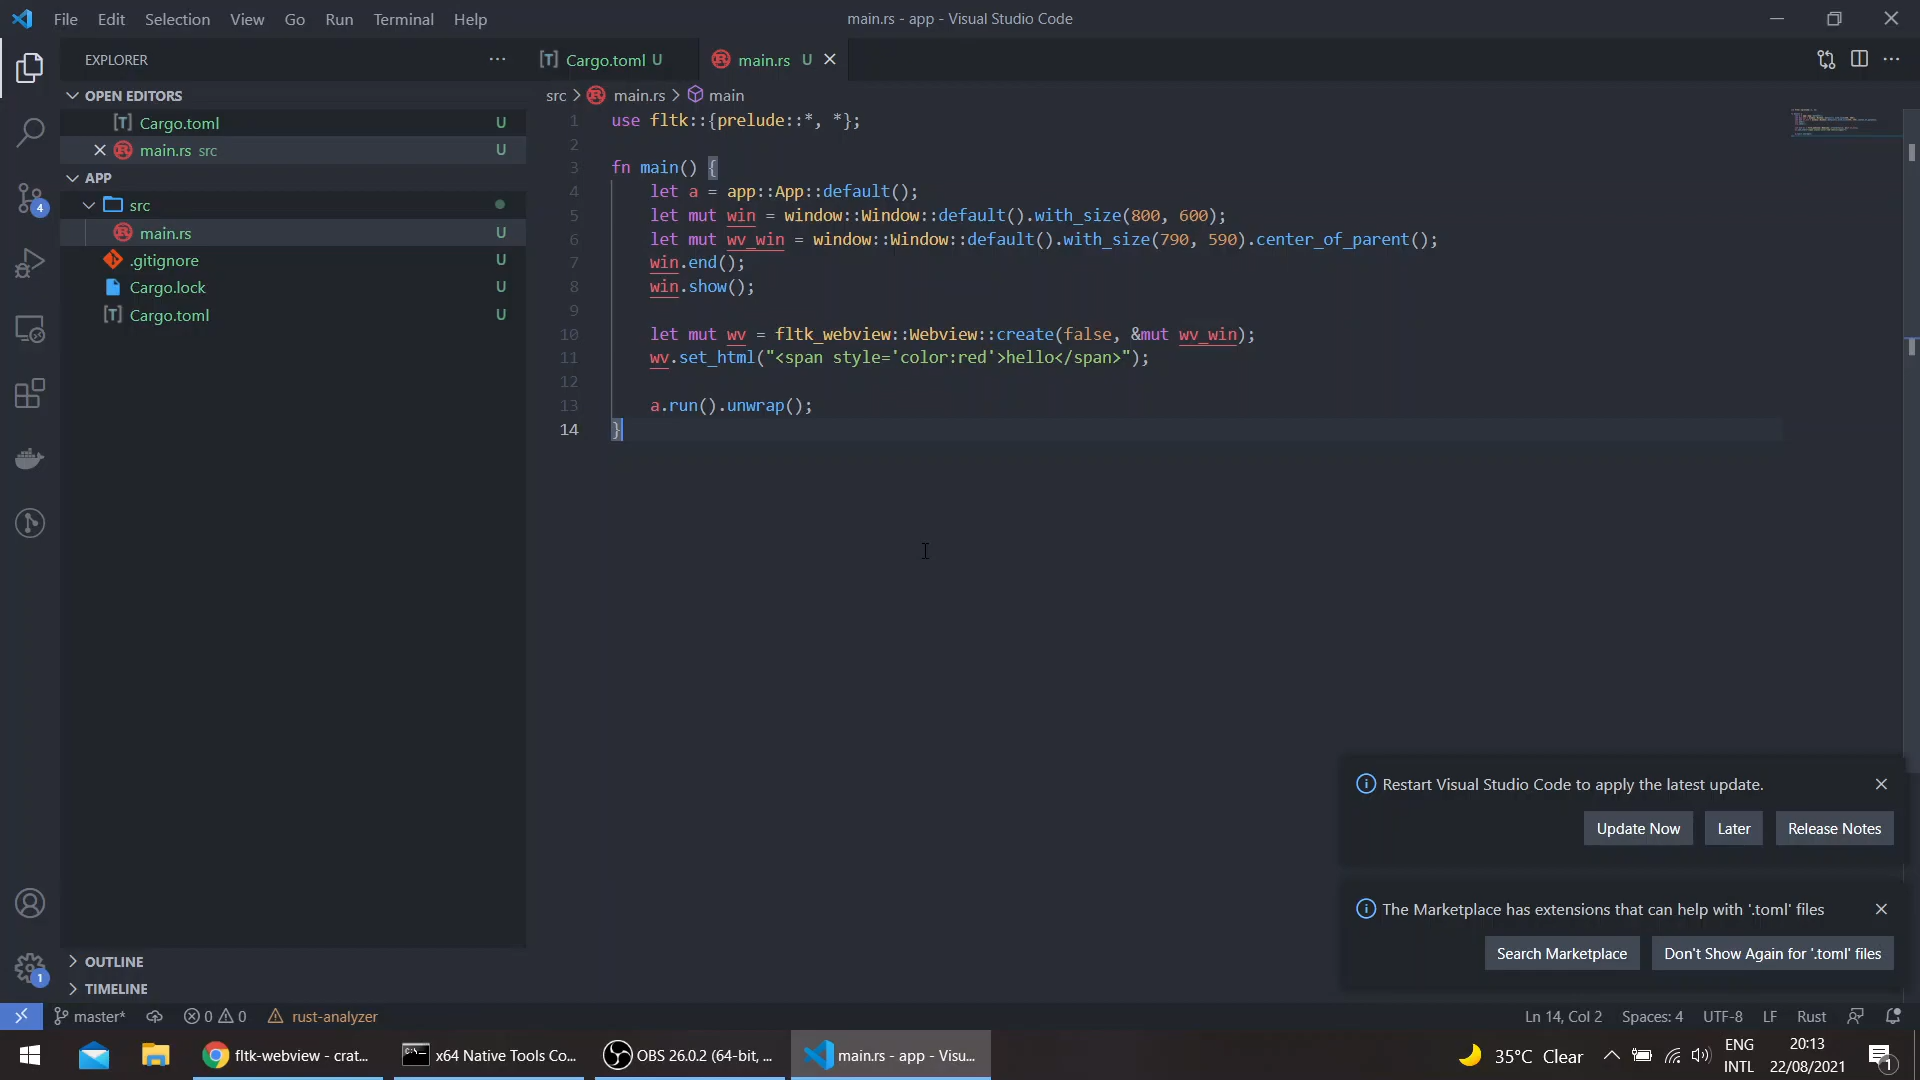 File Edit Selection View Go Run Terminal Help
main.rs - app - Visual Studio Code
EXPLORER
OPEN EDITORS
Cargo.toml U
main.rs src U
APP
src
main.rs U
.gitignore U
Cargo.lock U
Cargo.toml U
OUTLINE
TIMELINE
Cargo.toml U
main.rs U
src > main.rs > main
1 use fltk::{prelude::*, *};
2
3 fn main() {
4 let a = app::App::default();
5 let mut win = window::Window::default().with_size(800, 600);
6 let mut wv_win = window::Window::default().with_size(790, 590).center_of_parent();
7 win.end();
8 win.show();
9
10 let mut wv = fltk_webview::Webview::create(false, &mut wv_win);
11 wv.set_html("<span style='color:red'>hello</span>");
12
13 a.run().unwrap();
14 }
Restart Visual Studio Code to apply the latest update.
Update Now Later Release Notes
The Marketplace has extensions that can help with '.toml' files
Search Marketplace Don't Show Again for '.toml' files
4
1
master* 0 0 rust-analyzer
Ln 14, Col 2 Spaces: 4 UTF-8 LF Rust
fltk-webview - crat...
x64 Native Tools Co...
OBS 26.0.2 (64-bit, ...
main.rs - app - Visu...
35°C Clear
ENG
INTL
20:13
22/08/2021
1